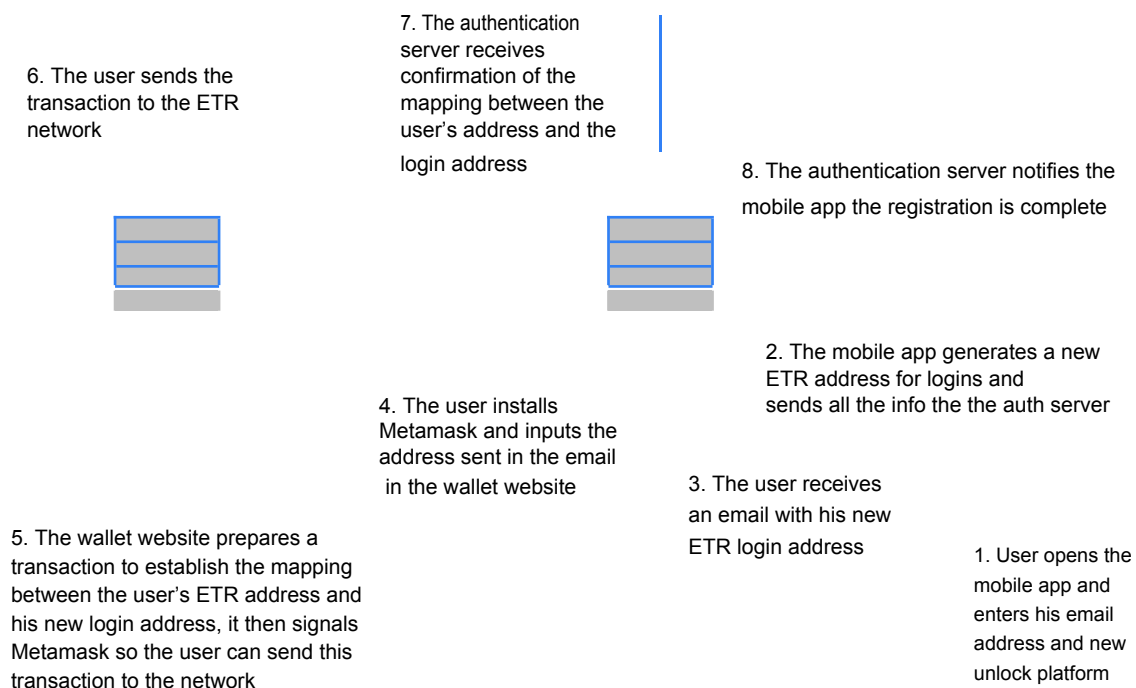 6. The user sends the
transaction to the ETR
network
7. The authentication
server receives
confirmation of the
mapping between the
user's address and the
login address
8. The authentication server notifies the
mobile app the registration is complete
2. The mobile app generates a new
ETR address for logins and
sends all the info the the auth server
4. The user installs
Metamask and inputs the
address sent in the email
in the wallet website
3. The user receives
an email with his new
ETR login address
5. The wallet website prepares a
transaction to establish the mapping
between the user's ETR address and
his new login address, it then signals
Metamask so the user can send this
transaction to the network
1. User opens the
mobile app and
enters his email
address and new
unlock platform